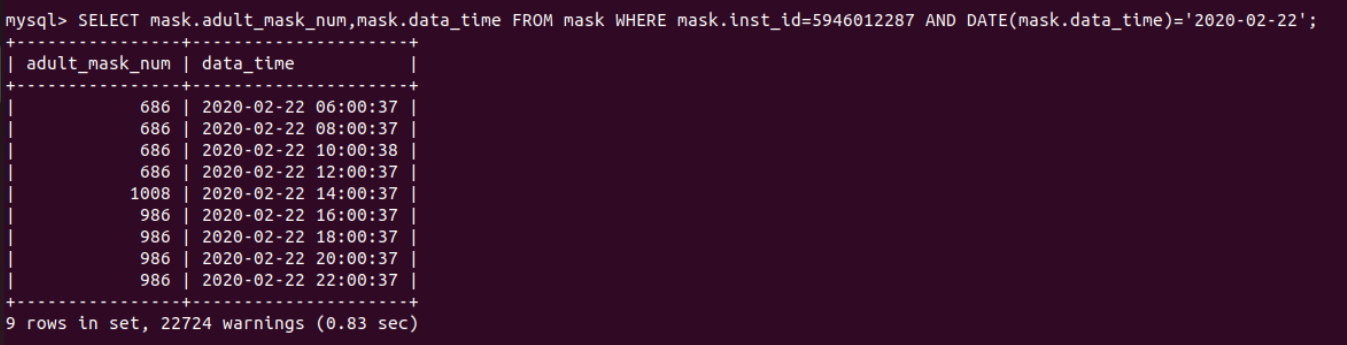 mysql> SELECT mask.adult_mask_num,mask.data_time FROM mask WHERE mask.inst_id=5946012287 AND DATE(mask.data_time)='2020-02-22';
+----------------+---------------------+
| adult_mask_num | data_time           |
+----------------+---------------------+
|            686 | 2020-02-22 06:00:37 |
|            686 | 2020-02-22 08:00:37 |
|            686 | 2020-02-22 10:00:38 |
|            686 | 2020-02-22 12:00:37 |
|           1008 | 2020-02-22 14:00:37 |
|            986 | 2020-02-22 16:00:37 |
|            986 | 2020-02-22 18:00:37 |
|            986 | 2020-02-22 20:00:37 |
|            986 | 2020-02-22 22:00:37 |
+----------------+---------------------+
9 rows in set, 22724 warnings (0.83 sec)